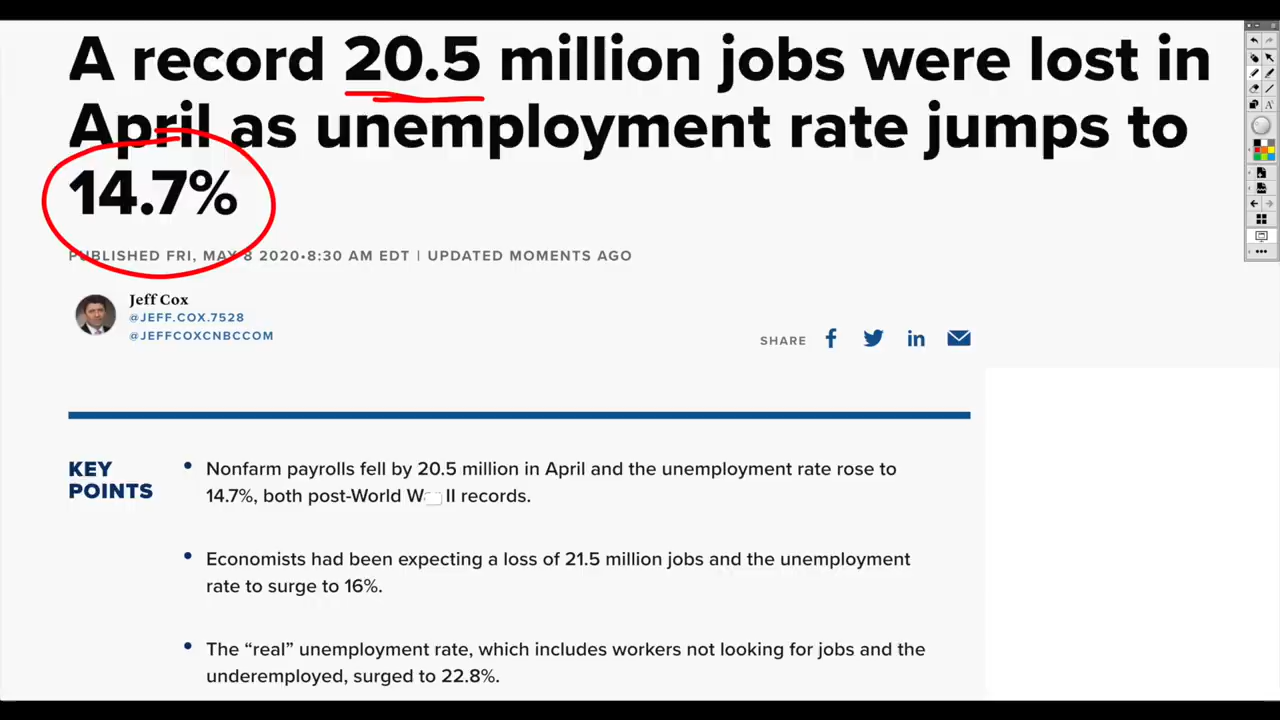 A record 20.5 million jobs were lost in
April as unemployment rate jumps to
14.7%
PUBLISHED FRI, MAY 8 2020•8:30 AM EDT | UPDATED MOMENTS AGO
Jeff Cox
@JEFF.COX.7528
@JEFFCOXCNBCCOM
SHARE
KEY
POINTS
• Nonfarm payrolls fell by 20.5 million in April and the unemployment rate rose to
14.7%, both post-World II records.
• Economists had been expecting a loss of 21.5 million jobs and the unemployment
rate to surge to 16%.
• The “real” unemployment rate, which includes workers not looking for jobs and the
underemployed, surged to 22.8%.